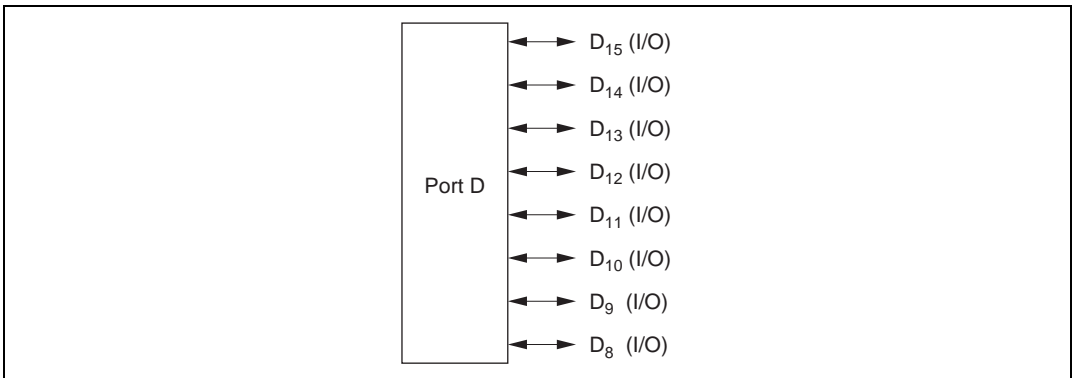 D₁₅ (I/O)
D₁₄ (I/O)
D₁₃ (I/O)
D₁₂ (I/O)
Port D
D₁₁ (I/O)
D₁₀ (I/O)
D₉ (I/O)
D₈ (I/O)